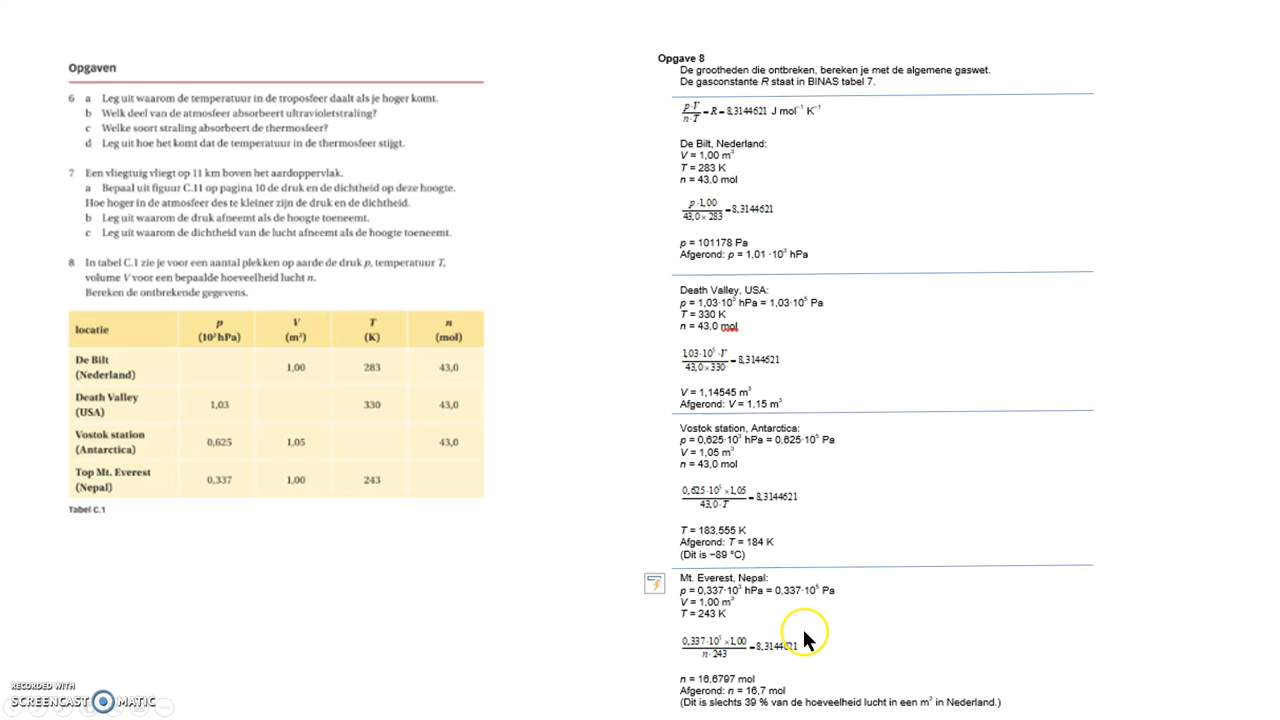 Opgaven
6 a Leg uit waarom de temperatuur in de troposfeer daalt als je hoger komt.
b Welk deel van de atmosfeer absorbeert ultravioletstraling?
c Welke soort straling absorbeert de thermosfeer?
d Leg uit hoe het komt dat de temperatuur in de thermosfeer stijgt.
7 Een vliegtuig vliegt op 11 km boven het aardoppervlak.
a Bepaal uit figuur C.11 op pagina 10 de druk en de dichtheid op deze hoogte.
Hoe hoger in de atmosfeer des te kleiner zijn de druk en de dichtheid.
b Leg uit waarom de druk afneemt als de hoogte toeneemt.
c Leg uit waarom de dichtheid van de lucht afneemt als de hoogte toeneemt.
8 In tabel C.1 zie je voor een aantal plekken op aarde de druk p, temperatuur T,
volume V voor een bepaalde hoeveelheid lucht n.
Bereken de ontbrekende gegevens.
locatie p (10³hPa) V (m³) T (K) n (mol)
De Bilt (Nederland) 1,00 283 43,0
Death Valley (USA) 1,03 330 43,0
Vostok station (Antarctica) 0,625 1,05 43,0
Top Mt. Everest (Nepal) 0,337 1,00 243
Tabel C.1
Opgave 8
De grootheden die ontbreken, bereken je met de algemene gaswet.
De gasconstante R staat in BINAS tabel 7.
p·V / n·T = R = 8,3144621 J mol⁻¹ K⁻¹
De Bilt, Nederland:
V = 1,00 m³
T = 283 K
n = 43,0 mol
p·1,00 / 43,0×283 = 8,3144621
p = 101178 Pa
Afgerond: p = 1,01 ·10³ hPa
Death Valley, USA:
p = 1,03·10³ hPa = 1,03·10⁵ Pa
T = 330 K
n = 43,0 mol
1,03·10⁵ ·V / 43,0×330 = 8,3144621
V = 1,14545 m³
Afgerond: V = 1,15 m³
Vostok station, Antarctica:
p = 0,625·10³ hPa = 0,625·10⁵ Pa
V = 1,05 m³
n = 43,0 mol
0,625·10⁵ ×1,05 / 43,0·T = 8,3144621
T = 183,555 K
Afgerond: T = 184 K
(Dit is −89 °C)
Mt. Everest, Nepal:
p = 0,337·10³ hPa = 0,337·10⁵ Pa
V = 1,00 m³
T = 243 K
0,337·10⁵ ×1,00 / n·243 = 8,3144621
n = 16,6797 mol
Afgerond: n = 16,7 mol
(Dit is slechts 39 % van de hoeveelheid lucht in een m³ in Nederland.)
RECORDED WITH
SCREENCAST MATIC